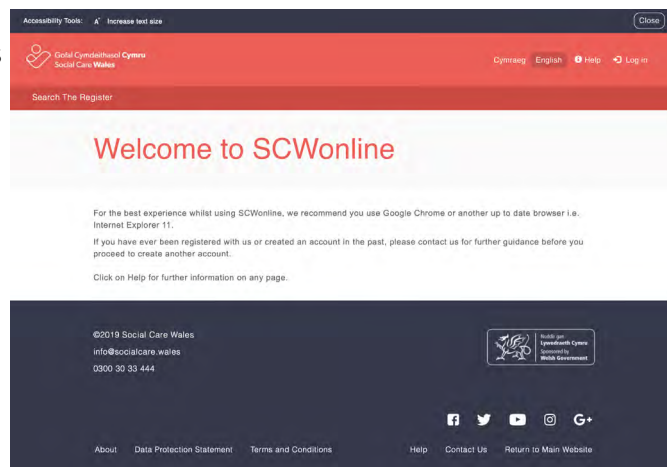 Accessibility Tools: A+ Increase text size Close
Gofal Cymdeithasol Cymru
Social Care Wales
Cymraeg English Help Log in
Search The Register
Welcome to SCWonline
For the best experience whilst using SCWonline, we recommend you use Google Chrome or another up to date browser i.e.
Internet Explorer 11.
If you have ever been registered with us or created an account in the past, please contact us for further guidance before you
proceed to create another account.
Click on Help for further information on any page.
©2019 Social Care Wales
info@socialcare.wales
0300 30 33 444
Noddir gan
Lywodraeth Cymru
Sponsored by
Welsh Government
G+
About Data Protection Statement Terms and Conditions Help Contact Us Return to Main Website